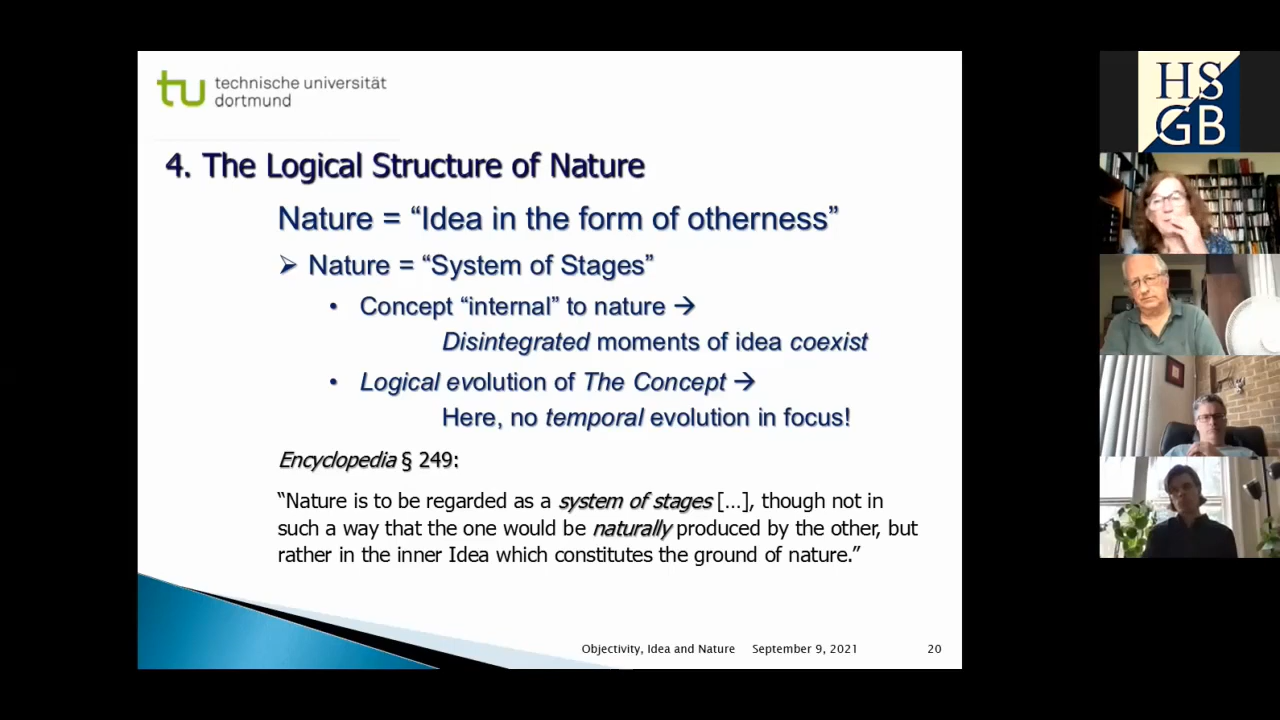 technische universität
dortmund
4. The Logical Structure of Nature
Nature = “Idea in the form of otherness”
➢ Nature = “System of Stages”
• Concept “internal” to nature →
Disintegrated moments of idea coexist
• Logical evolution of The Concept →
Here, no temporal evolution in focus!
Encyclopedia § 249:
“Nature is to be regarded as a system of stages […], though not in
such a way that the one would be naturally produced by the other, but
rather in the inner Idea which constitutes the ground of nature.”
Objectivity, Idea and Nature September 9, 2021 20
HS
GB